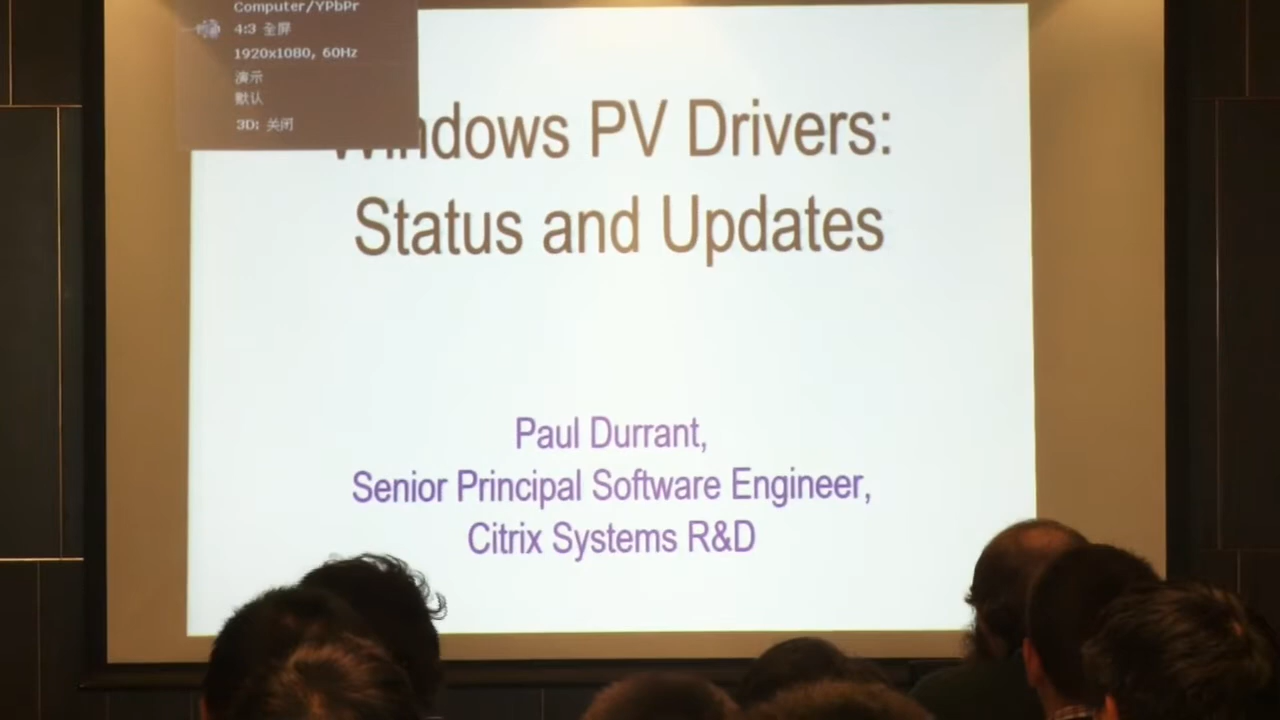 Computer/YPbPr
4:3 全屏
1920x1080, 60Hz
演示
默认
3D: 关闭
Windows PV Drivers:
Status and Updates
Paul Durrant,
Senior Principal Software Engineer,
Citrix Systems R&D